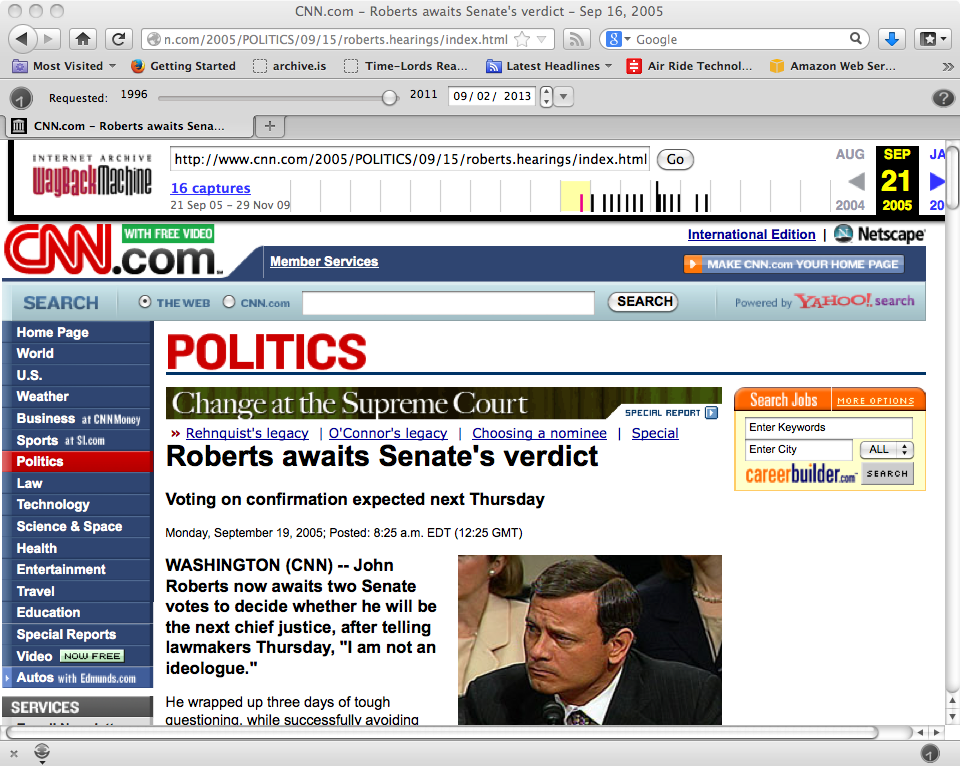 CNN.com – Roberts awaits Senate's verdict – Sep 16, 2005
n.com/2005/POLITICS/09/15/roberts.hearings/index.html
Google
Most Visited
Getting Started
archive.is
Time-Lords Rea...
Latest Headlines
Air Ride Technol...
Amazon Web Ser...
Requested: 1996 2011 09/02/2013
CNN.com – Roberts awaits Sena...
INTERNET ARCHIVE
WayBackMachine
http://www.cnn.com/2005/POLITICS/09/15/roberts.hearings/index.html
Go
AUG SEP JA
16 captures
21
21 Sep 05 – 29 Nov 09
2004 2005 20
CNN.com
WITH FREE VIDEO
International Edition | Netscape
Member Services
MAKE CNN.com YOUR HOME PAGE
SEARCH THE WEB CNN.com SEARCH Powered by YAHOO! search
Home Page
World
U.S.
Weather
Business at CNNMoney
Sports at SI.com
Politics
Law
Technology
Science & Space
Health
Entertainment
Travel
Education
Special Reports
Video NOW FREE
Autos with Edmunds.com
SERVICES
POLITICS
Change at the Supreme Court
SPECIAL REPORT
» Rehnquist's legacy | O'Connor's legacy | Choosing a nominee | Special
Roberts awaits Senate's verdict
Voting on confirmation expected next Thursday
Monday, September 19, 2005; Posted: 8:25 a.m. EDT (12:25 GMT)
WASHINGTON (CNN) -- John
Roberts now awaits two Senate
votes to decide whether he will be
the next chief justice, after telling
lawmakers Thursday, "I am not an
ideologue."
He wrapped up three days of tough
questioning, while successfully avoiding
Search Jobs MORE OPTIONS
Enter Keywords
Enter City ALL
careerbuilder.com SEARCH